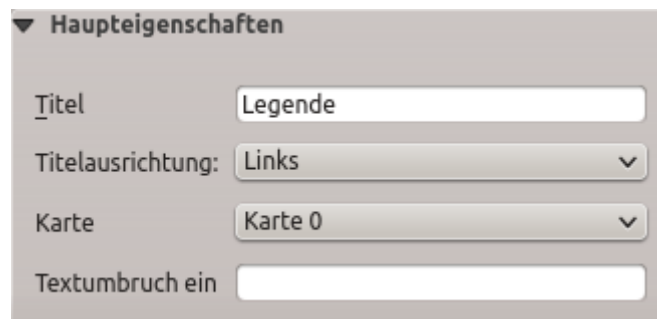 Haupteigenschaften
Titel Legende
Titelausrichtung: Links
Karte Karte 0
Textumbruch ein